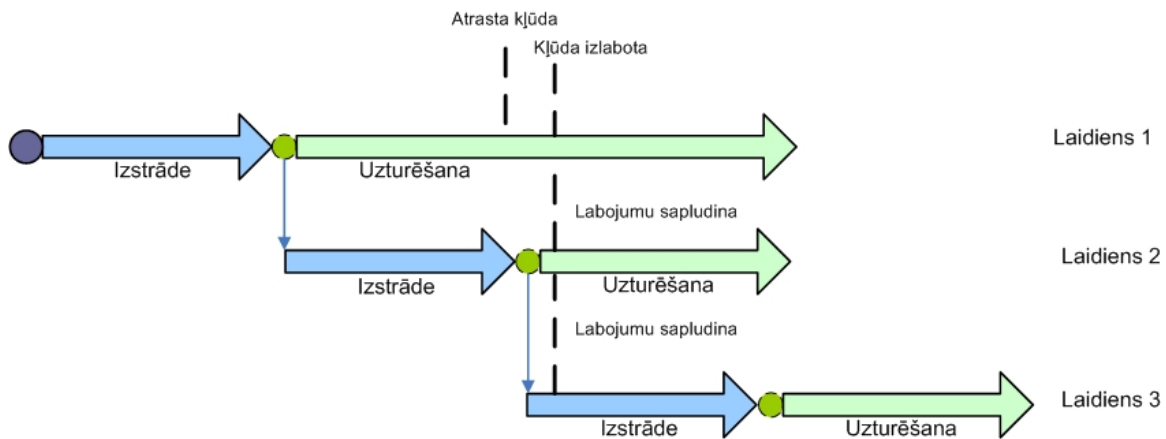 Atrasta kļūda
Kļūda izlabota
Laidiens 1
Izstrāde
Uzturēšana
Labojumu sapludina
Laidiens 2
Izstrāde
Uzturēšana
Labojumu sapludina
Laidiens 3
Izstrāde
Uzturēšana